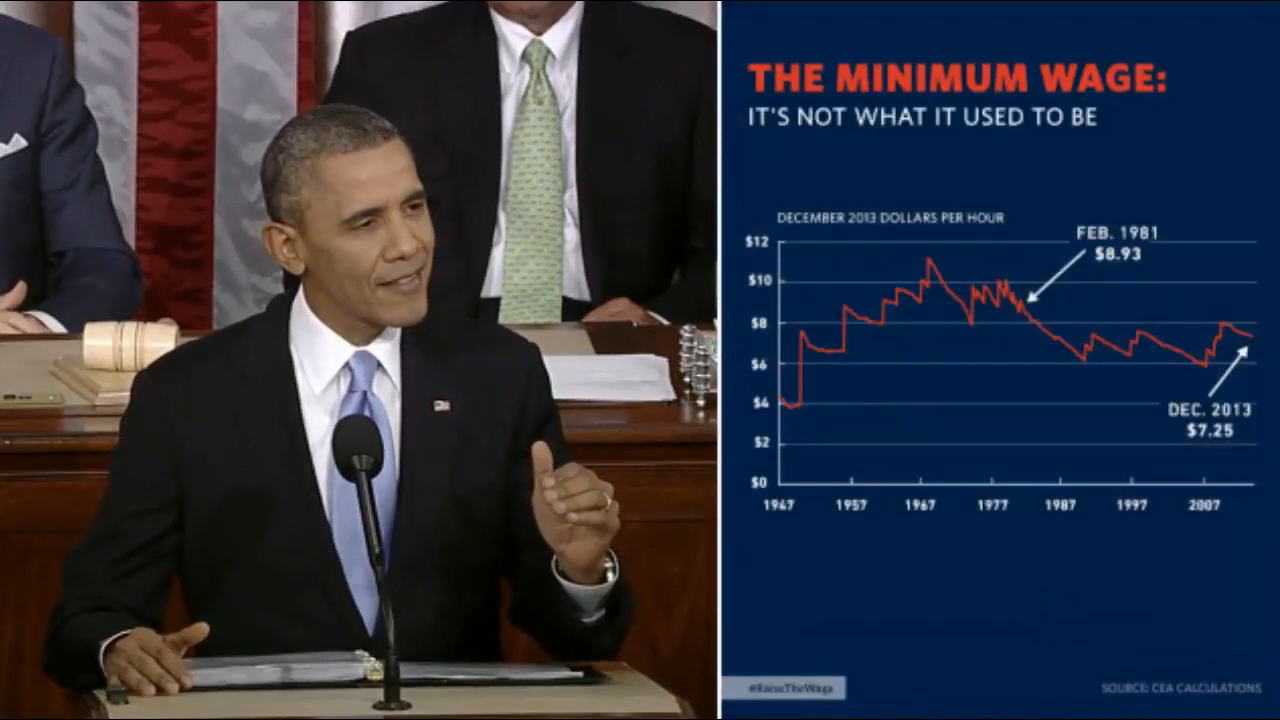 THE MINIMUM WAGE:
IT'S NOT WHAT IT USED TO BE
DECEMBER 2013 DOLLARS PER HOUR
$12
$10
$8
$6
$4
$2
$0
FEB. 1981
$8.93
DEC. 2013
$7.25
1947 1957 1967 1977 1987 1997 2007
#RaiseTheWage
SOURCE: CEA CALCULATIONS